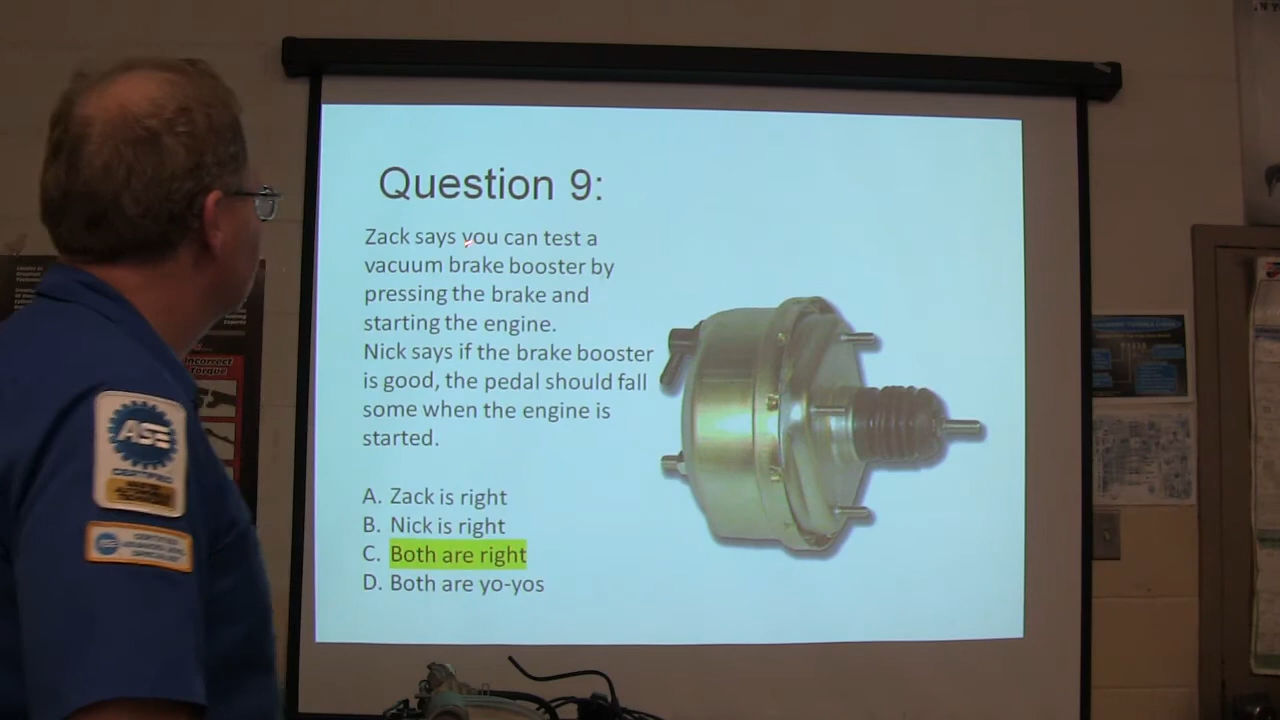 Question 9:
Zack says you can test a
vacuum brake booster by
pressing the brake and
starting the engine.
Nick says if the brake booster
is good, the pedal should fall
some when the engine is
started.
A. Zack is right
B. Nick is right
C. Both are right
D. Both are yo-yos
Incorrect
Torque
ASE
CERTIFIED